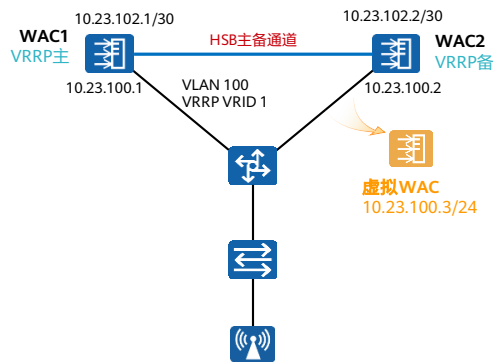 10.23.102.1/30
10.23.102.2/30
WAC1
VRRP主
HSB主备通道
WAC2
VRRP备
10.23.100.1
VLAN 100
VRRP VRID 1
10.23.100.2
虚拟WAC
10.23.100.3/24